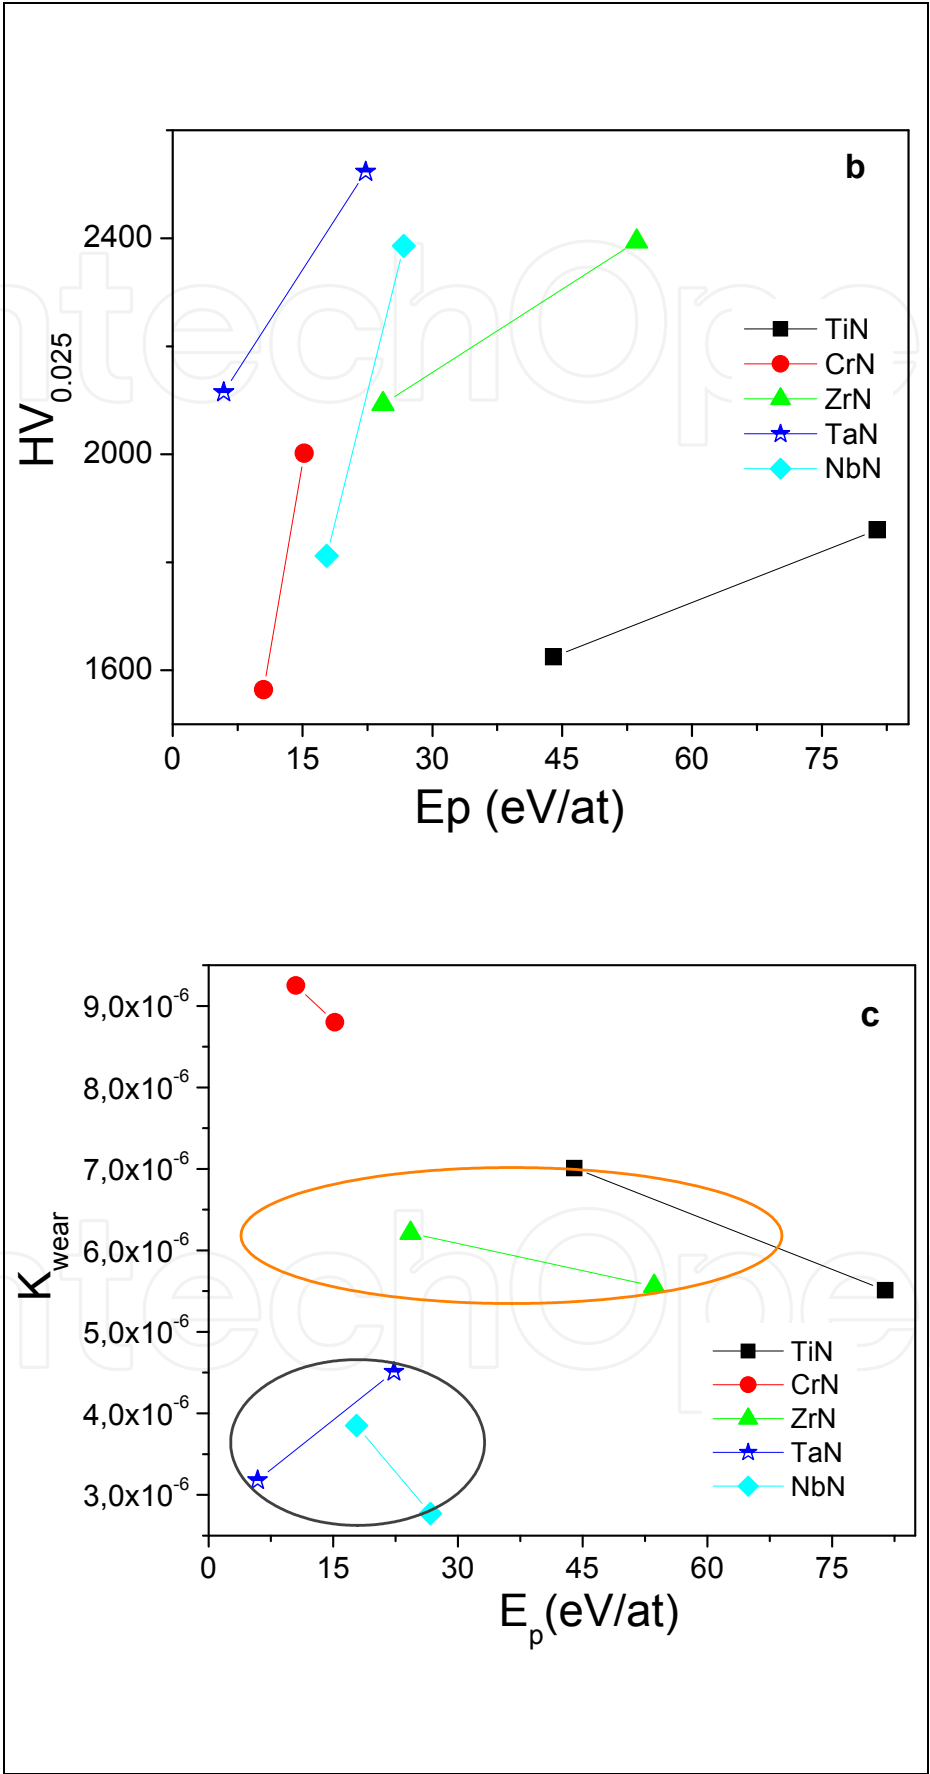 b
2400
2000
1600
HV0.025
TiN
CrN
ZrN
TaN
NbN
0 15 30 45 60 75
Ep (eV/at)
c
9,0x10-6
8,0x10-6
7,0x10-6
6,0x10-6
5,0x10-6
4,0x10-6
3,0x10-6
Kwear
TiN
CrN
ZrN
TaN
NbN
0 15 30 45 60 75
Ep(eV/at)
ntechOpe
ntechOpe